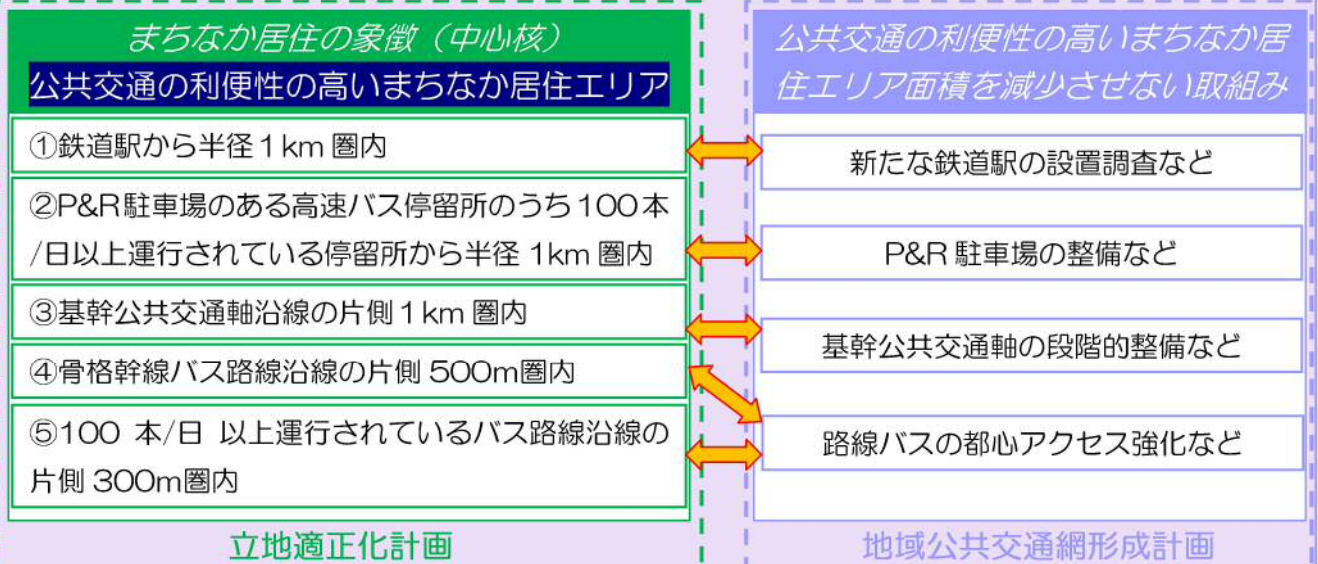 まちなか居住の象徴（中心核）
公共交通の利便性の高いまちなか居住エリア
①鉄道駅から半径１km 圏内
②P&R駐車場のある高速バス停留所のうち100本
/日以上運行されている停留所から半径 1km 圏内
③基幹公共交通軸沿線の片側１km 圏内
④骨格幹線バス路線沿線の片側 500m圏内
⑤100 本/日 以上運行されているバス路線沿線の
片側 300m圏内
立地適正化計画
公共交通の利便性の高いまちなか居
住エリア面積を減少させない取組み
新たな鉄道駅の設置調査など
P&R 駐車場の整備など
基幹公共交通軸の段階的整備など
路線バスの都心アクセス強化など
地域公共交通網形成計画